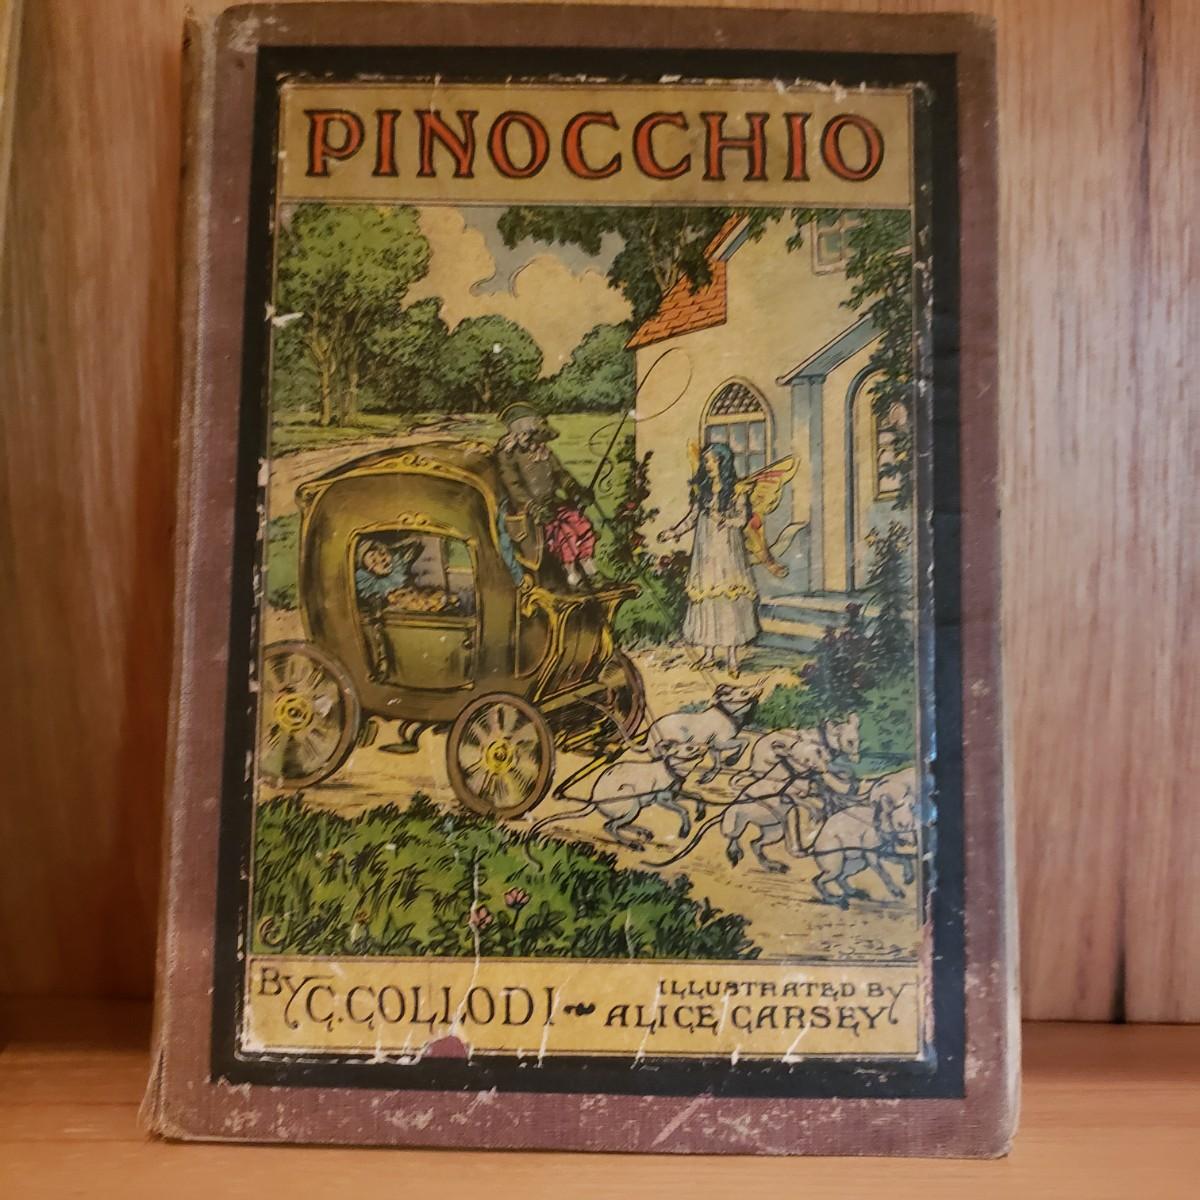 PINOCCHIO
BY C. COLLODI ~ ILLUSTRATED BY
ALICE CARSEY